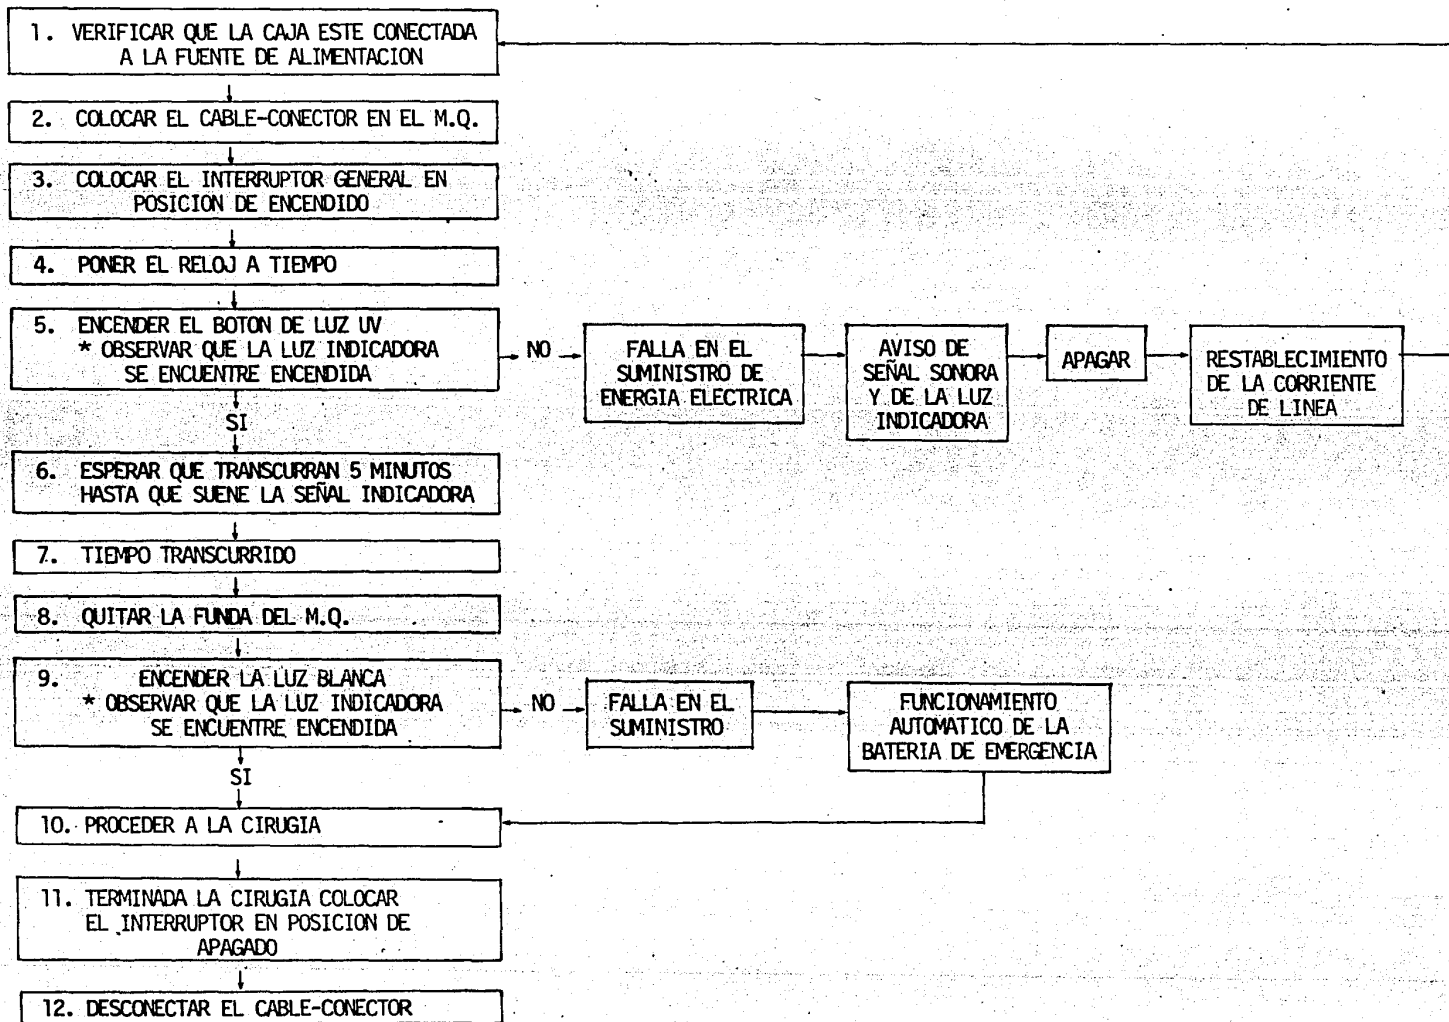 1. VERIFICAR QUE LA CAJA ESTE CONECTADA
A LA FUENTE DE ALIMENTACION
2. COLOCAR EL CABLE-CONECTOR EN EL M.Q.
3. COLOCAR EL INTERRUPTOR GENERAL EN
POSICION DE ENCENDIDO
4. PONER EL RELOJ A TIEMPO
5. ENCENDER EL BOTON DE LUZ UV
* OBSERVAR QUE LA LUZ INDICADORA
SE ENCUENTRE ENCENDIDA
NO
FALLA EN EL
SUMINISTRO DE
ENERGIA ELECTRICA
AVISO DE
SEÑAL SONORA
Y DE LA LUZ
INDICADORA
APAGAR
RESTABLECIMIENTO
DE LA CORRIENTE
DE LINEA
SI
6. ESPERAR QUE TRANSCURRAN 5 MINUTOS
HASTA QUE SUENE LA SEÑAL INDICADORA
7. TIEMPO TRANSCURRIDO
8. QUITAR LA FUNDA DEL M.Q.
9. ENCENDER LA LUZ BLANCA
* OBSERVAR QUE LA LUZ INDICADORA
SE ENCUENTRE ENCENDIDA
NO
FALLA EN EL
SUMINISTRO
FUNCIONAMIENTO
AUTOMATICO DE LA
BATERIA DE EMERGENCIA
SI
10. PROCEDER A LA CIRUGIA
11. TERMINADA LA CIRUGIA COLOCAR
EL INTERRUPTOR EN POSICION DE
APAGADO
12. DESCONECTAR EL CABLE-CONECTOR